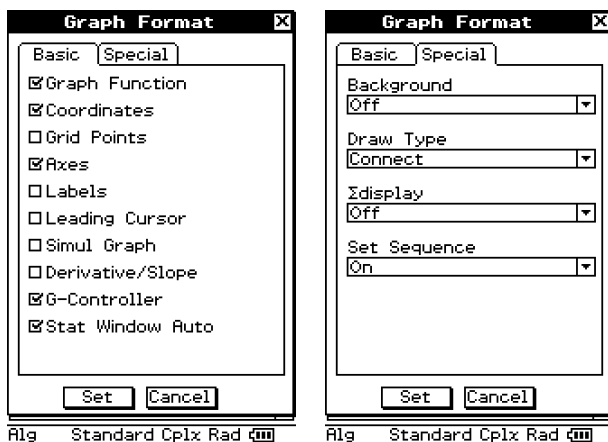 Graph Format
Basic Special
Graph Function
Coordinates
Grid Points
Axes
Labels
Leading Cursor
Simul Graph
Derivative/Slope
G-Controller
Stat Window Auto
Set Cancel
Alg Standard Cplx Rad
Graph Format
Basic Special
Background
Off
Draw Type
Connect
Σdisplay
Off
Set Sequence
On
Set Cancel
Alg Standard Cplx Rad